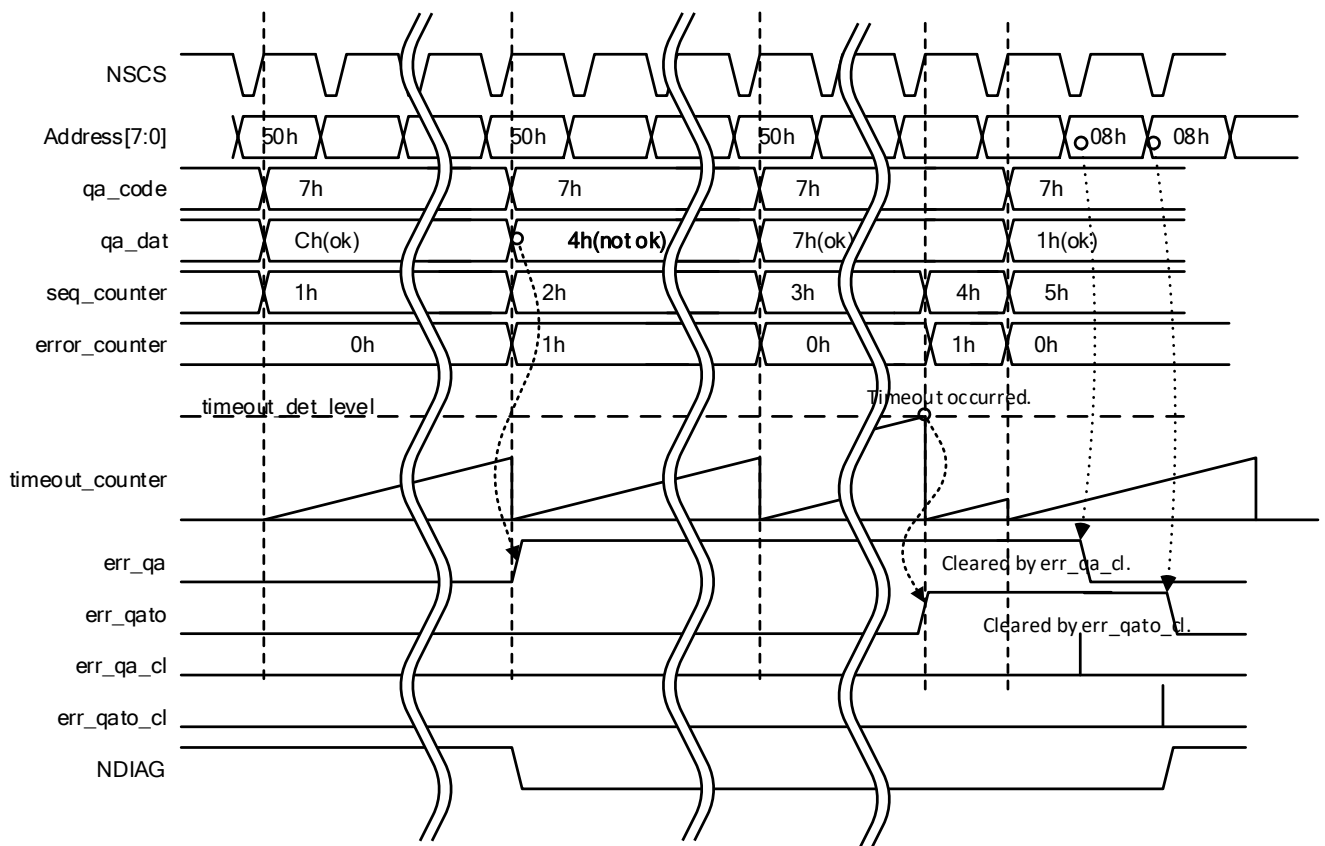 NSCS
Address[7:0] 50h 50h 50h 08h 08h
qa_code 7h 7h 7h 7h
qa_dat Ch(ok) 4h(not ok) 7h(ok) 1h(ok)
seq_counter 1h 2h 3h 4h 5h
error_counter 0h 1h 0h 1h 0h
timeout_det_level Timeout occurred.
timeout_counter
err_qa Cleared by err_qa_cl.
err_qato Cleared by err_qato_cl.
err_qa_cl
err_qato_cl
NDIAG